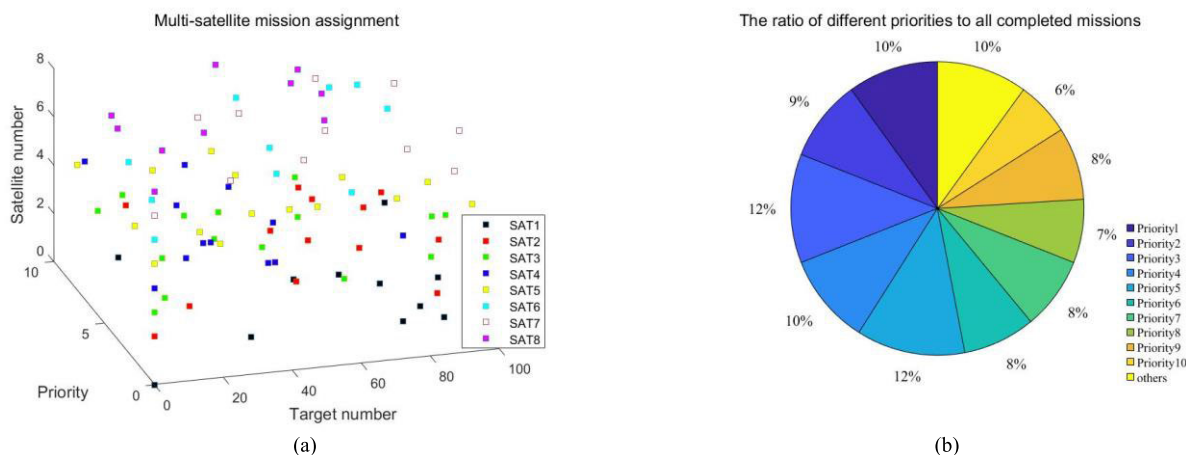 Multi-satellite mission assignment
8
6
4
2
0
Satellite number
10
5
0
Priority
0
20
40
60
80
100
Target number
SAT1
SAT2
SAT3
SAT4
SAT5
SAT6
SAT7
SAT8
(a)
The ratio of different priorities to all completed missions
10%
10%
9%
6%
8%
12%
7%
10%
8%
12%
8%
Priority1
Priority2
Priority3
Priority4
Priority5
Priority6
Priority7
Priority8
Priority9
Priority10
others
(b)